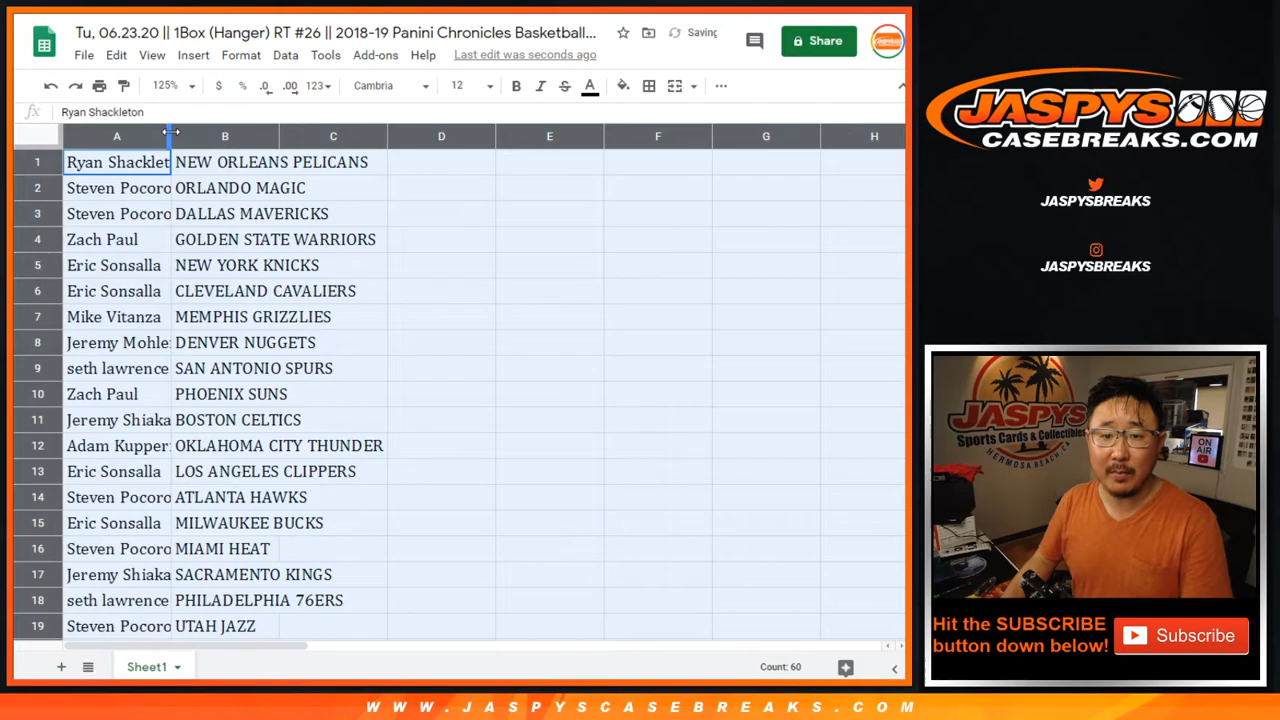 Tu, 06.23.20 || 1Box (Hanger) RT #26 || 2018-19 Panini Chronicles Basketball...
Saving
Share
File Edit View Insert Format Data Tools Add-ons Help Last edit was seconds ago
125% $ % .0 .00 123 Cambria 12 B I S A
fx Ryan Shackleton
A B C D E F G H
1 Ryan Shacklet NEW ORLEANS PELICANS
2 Steven Pocoro ORLANDO MAGIC
3 Steven Pocoro DALLAS MAVERICKS
4 Zach Paul GOLDEN STATE WARRIORS
5 Eric Sonsalla NEW YORK KNICKS
6 Eric Sonsalla CLEVELAND CAVALIERS
7 Mike Vitanza MEMPHIS GRIZZLIES
8 Jeremy Mohle DENVER NUGGETS
9 seth lawrence SAN ANTONIO SPURS
10 Zach Paul PHOENIX SUNS
11 Jeremy Shiaka BOSTON CELTICS
12 Adam Kupper OKLAHOMA CITY THUNDER
13 Eric Sonsalla LOS ANGELES CLIPPERS
14 Steven Pocoro ATLANTA HAWKS
15 Eric Sonsalla MILWAUKEE BUCKS
16 Steven Pocoro MIAMI HEAT
17 Jeremy Shiaka SACRAMENTO KINGS
18 seth lawrence PHILADELPHIA 76ERS
19 Steven Pocoro UTAH JAZZ
Sheet1
Count: 60
JASPYS
CASEBREAKS.COM
JASPYSBREAKS
JASPYSBREAKS
JASPYS
Sports Cards & Collectibles
HERMOSA BEACH, CA
ON
AIR
Hit the SUBSCRIBE
button down below!
Subscribe
WWW.JASPYSCASEBREAKS.COM